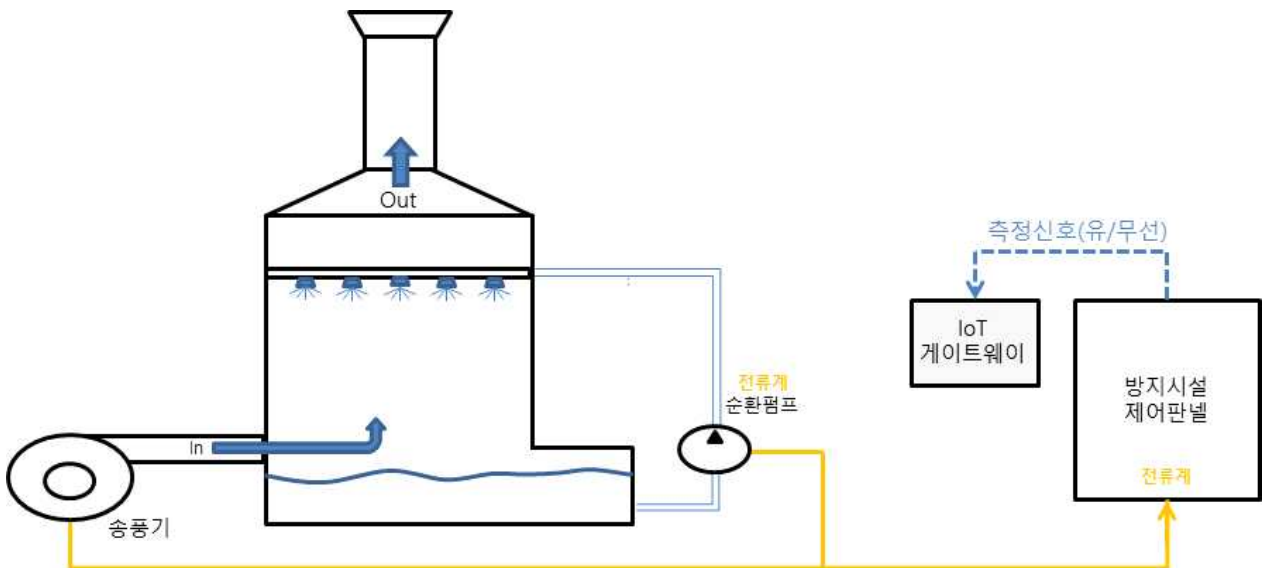 Out
측정신호(유/무선)
IoT
게이트웨이
방지시설
제어판넬
전류계
전류계
순환펌프
In
송풍기